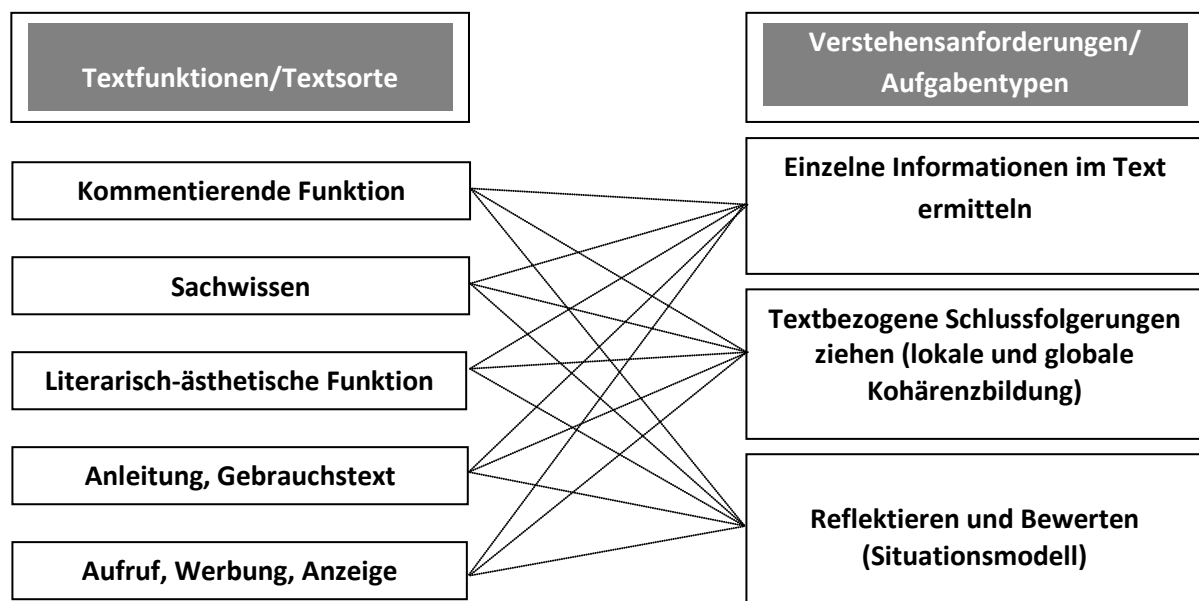 Textfunktionen/Textsorte
Kommentierende Funktion
Sachwissen
Literarisch-ästhetische Funktion
Anleitung, Gebrauchstext
Aufruf, Werbung, Anzeige
Verstehensanforderungen/
Aufgabentypen
Einzelne Informationen im Text
ermitteln
Textbezogene Schlussfolgerungen
ziehen (lokale und globale
Kohärenzbildung)
Reflektieren und Bewerten
(Situationsmodell)